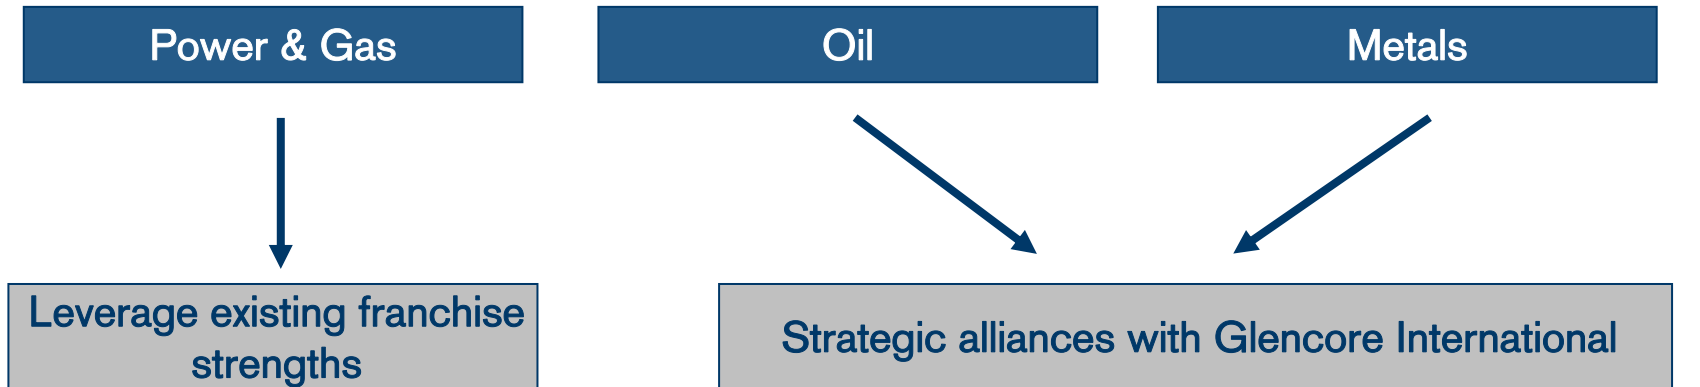 Power & Gas
Oil
Metals
Leverage existing franchise
strengths
Strategic alliances with Glencore International